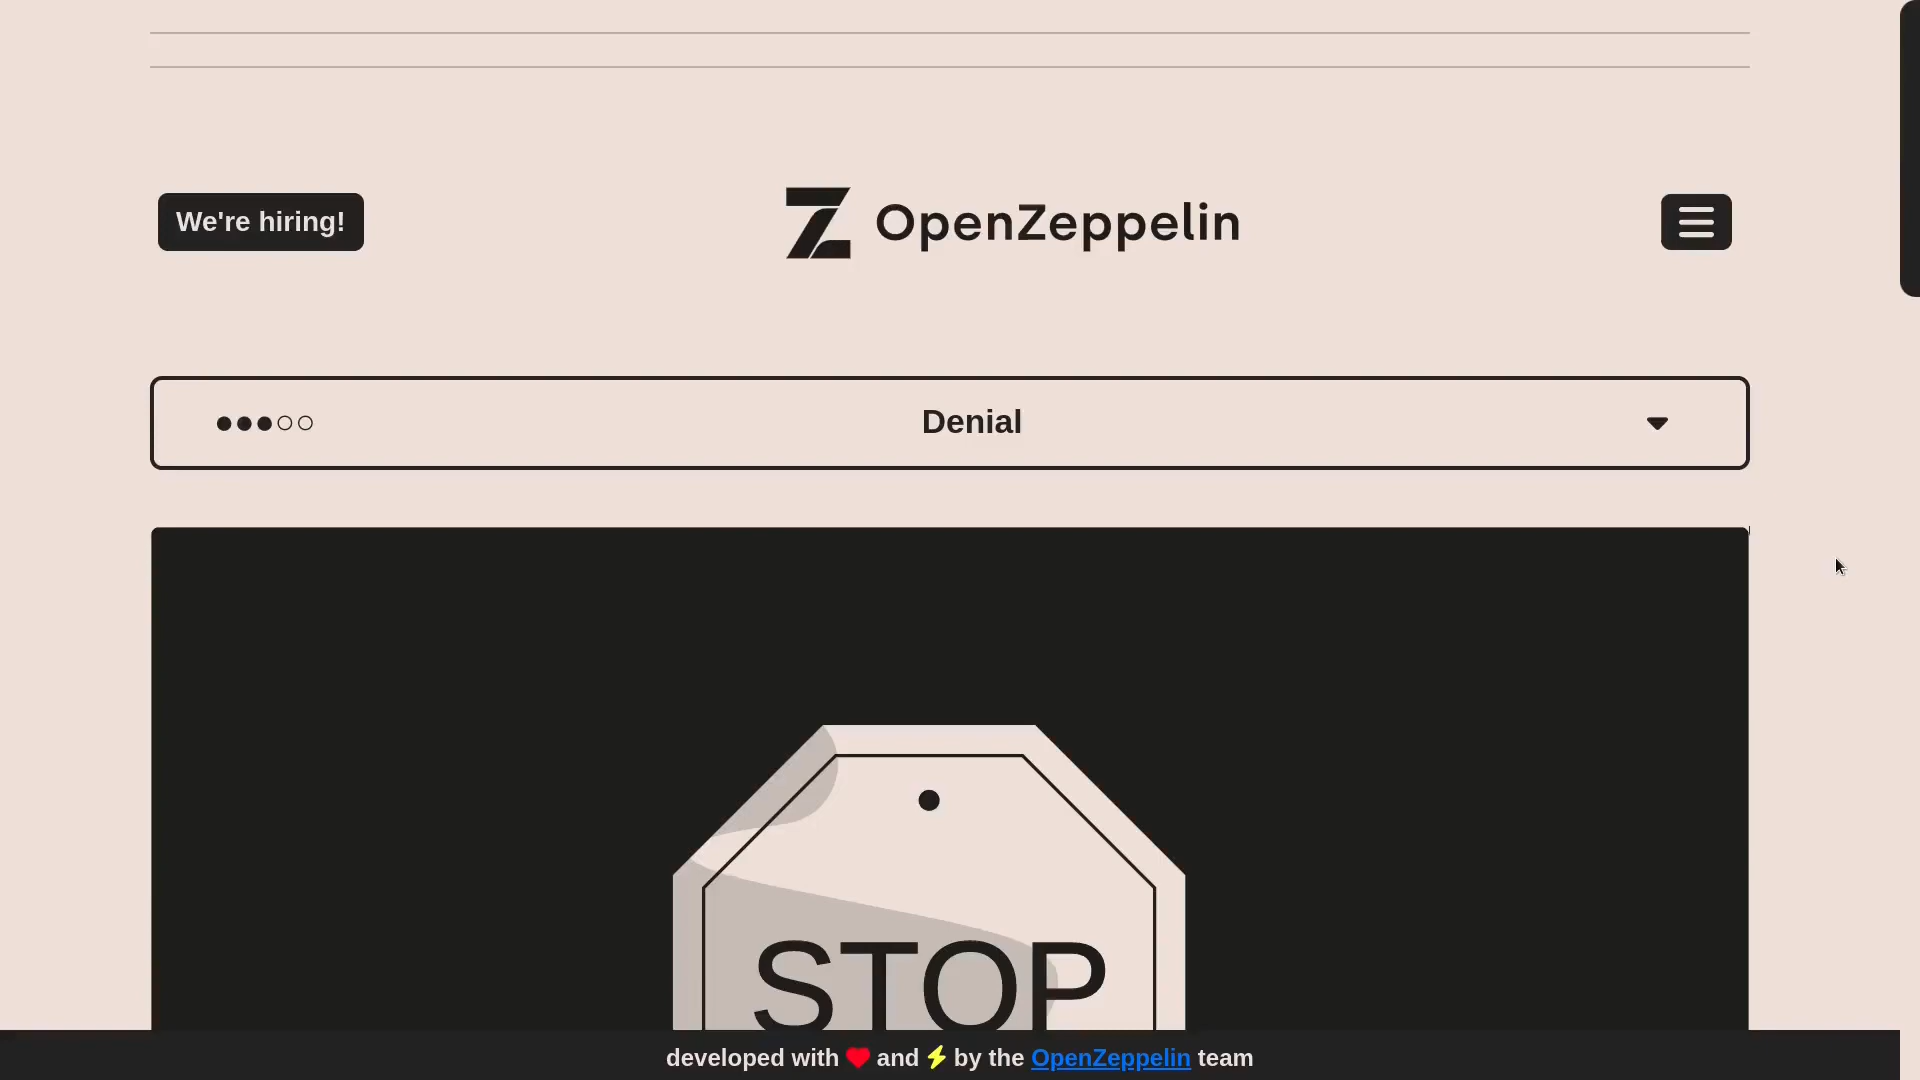 We're hiring!
OpenZeppelin
Denial
STOP
developed with ❤️ and ⚡ by the OpenZeppelin team